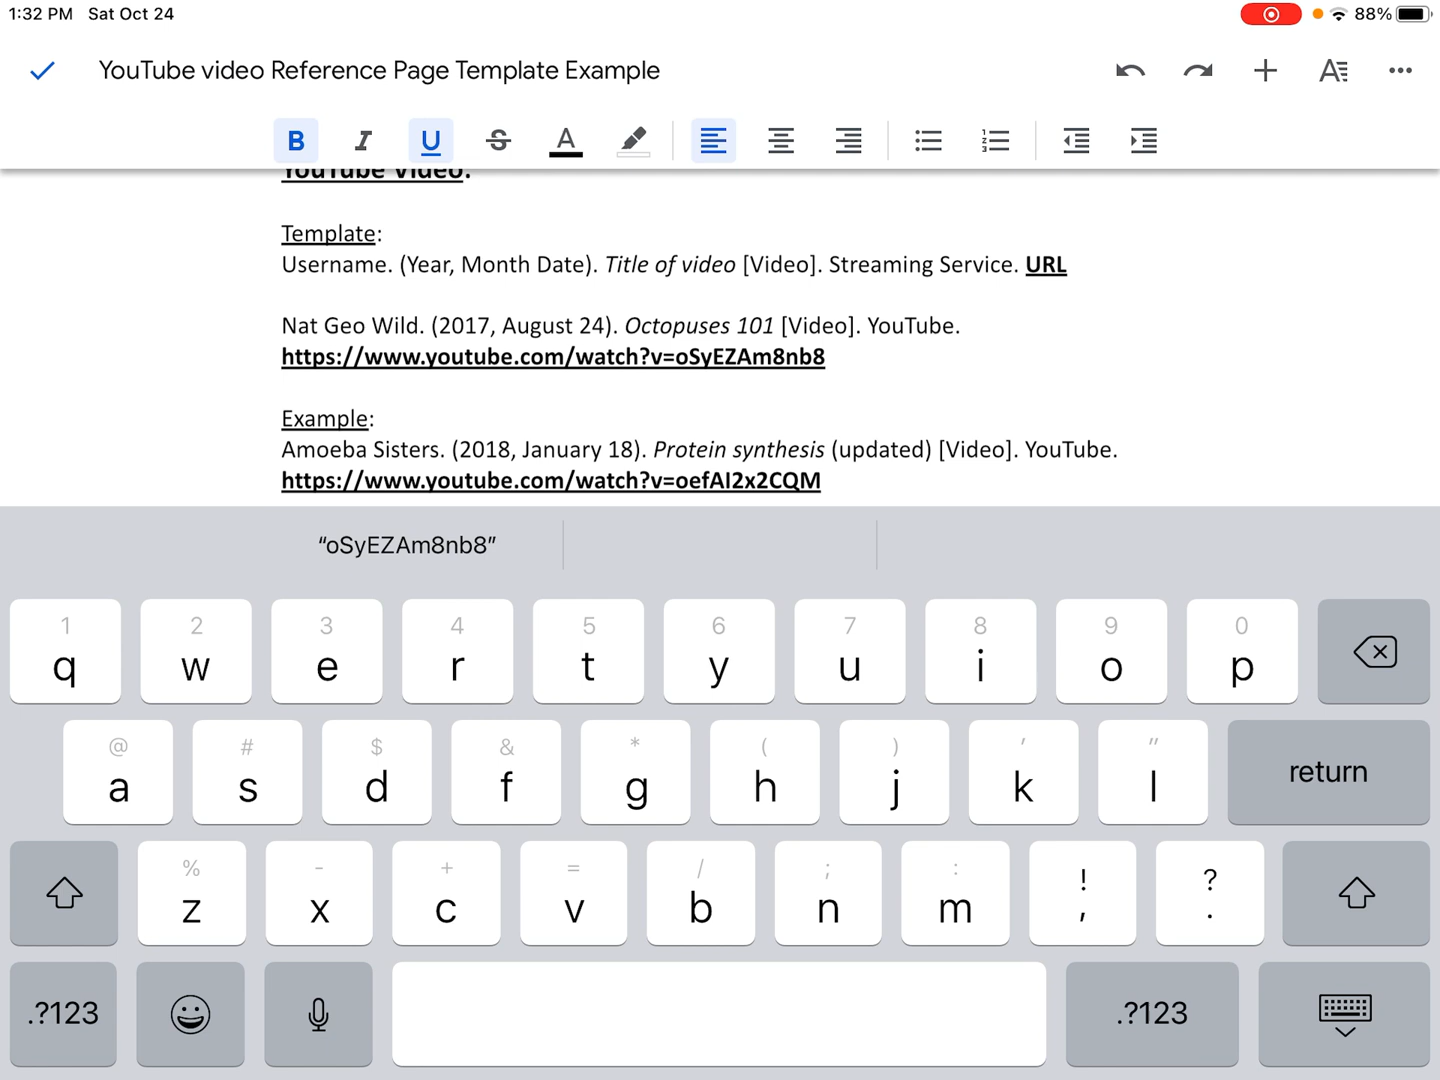 1:32 PM Sat Oct 24 88%
YouTube video Reference Page Template Example
B I U S A A
YouTube Video.
Template:
Username. (Year, Month Date). Title of video [Video]. Streaming Service. URL
Nat Geo Wild. (2017, August 24). Octopuses 101 [Video]. YouTube.
https://www.youtube.com/watch?v=oSyEZAm8nb8
Example:
Amoeba Sisters. (2018, January 18). Protein synthesis (updated) [Video]. YouTube.
https://www.youtube.com/watch?v=oefAI2x2CQM
“oSyEZAm8nb8”
1 2 3 4 5 6 7 8 9 0
q w e r t y u i o p
@ # $ & * ( ) ' "
a s d f g h j k l return
% - + = / ; : ! ?
z x c v b n m , .
.?123 .?123